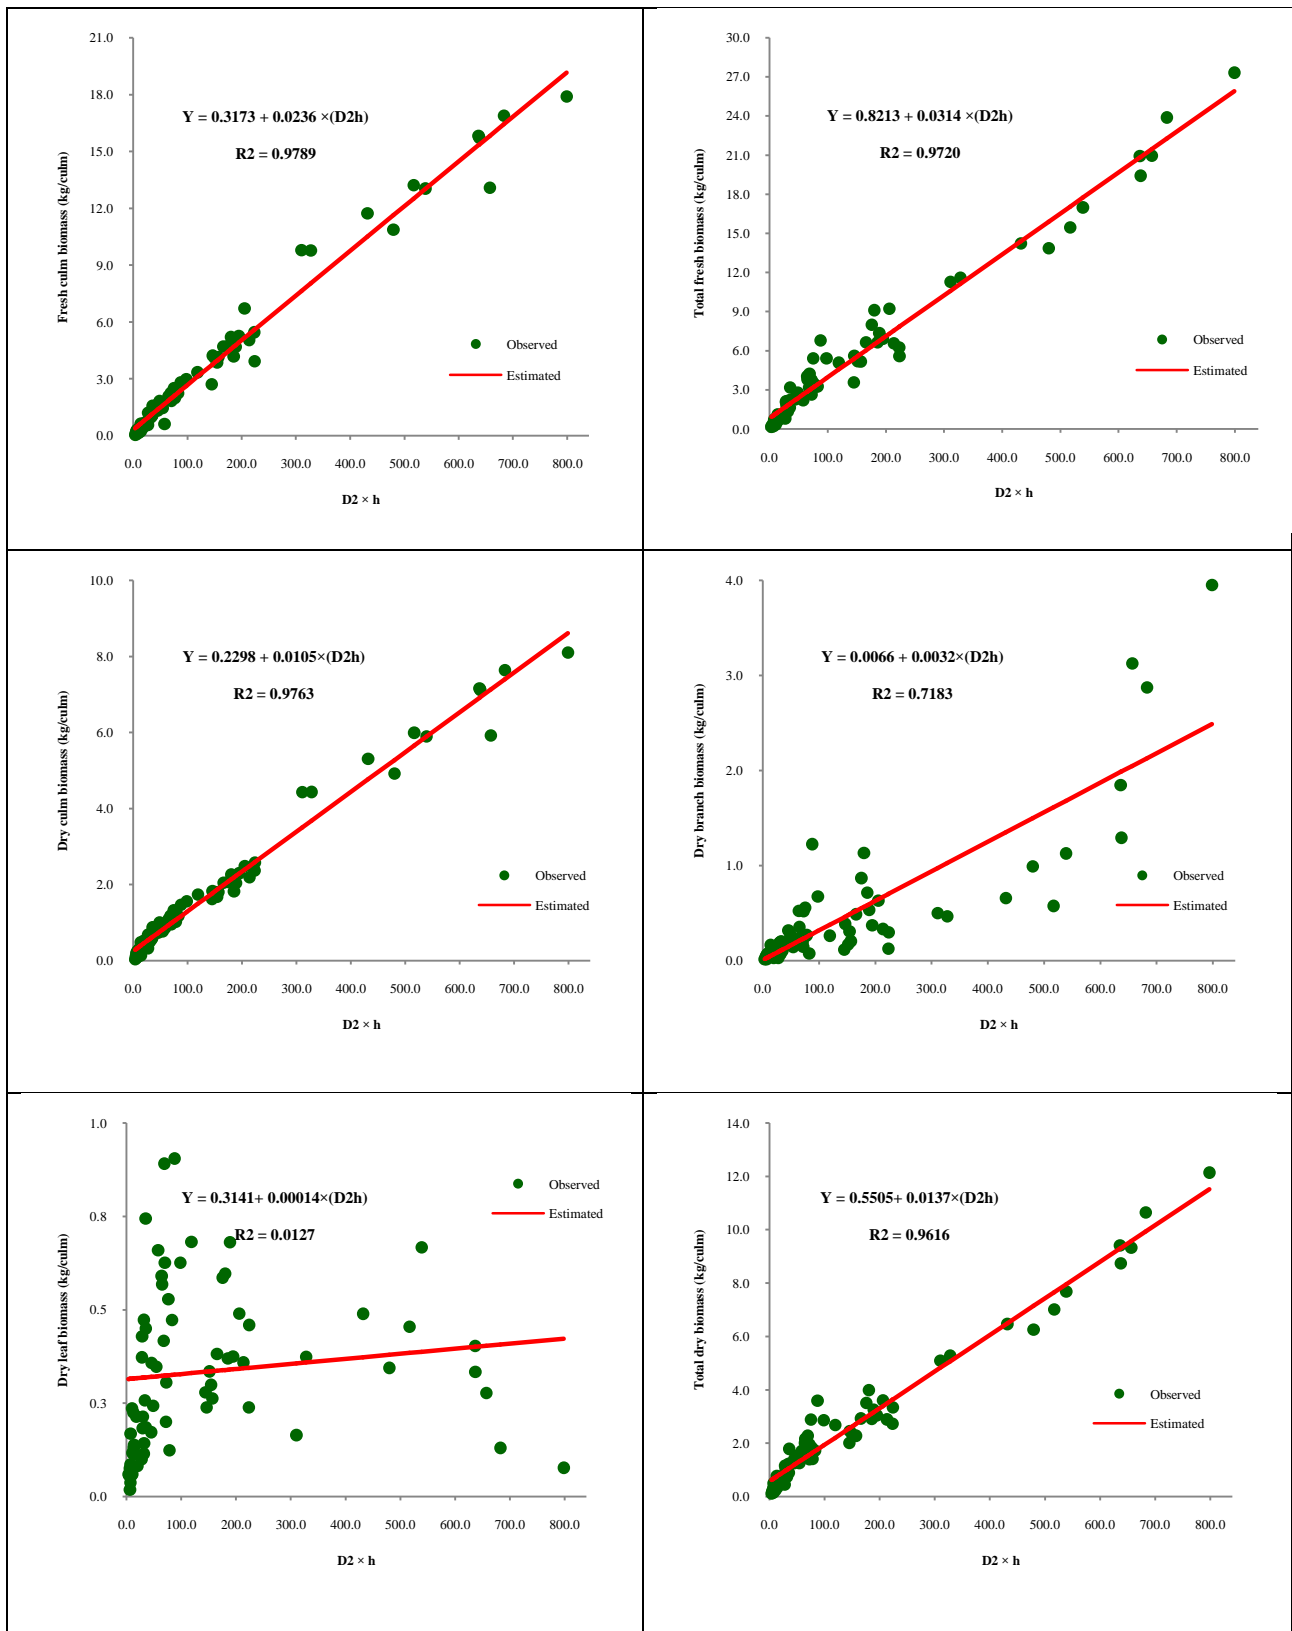 21.0
18.0
15.0
12.0
9.0
6.0
3.0
0.0
Fresh culm biomass (kg/culm)
Y = 0.3173 + 0.0236 ×(D2h)
R2 = 0.9789
Observed
Estimated
0.0 100.0 200.0 300.0 400.0 500.0 600.0 700.0 800.0
D2 × h
30.0
27.0
24.0
21.0
18.0
15.0
12.0
9.0
6.0
3.0
0.0
Total fresh biomass (kg/culm)
Y = 0.8213 + 0.0314 ×(D2h)
R2 = 0.9720
Observed
Estimated
0.0 100.0 200.0 300.0 400.0 500.0 600.0 700.0 800.0
D2 × h
10.0
8.0
6.0
4.0
2.0
0.0
Dry culm biomass (kg/culm)
Y = 0.2298 + 0.0105×(D2h)
R2 = 0.9763
Observed
Estimated
0.0 100.0 200.0 300.0 400.0 500.0 600.0 700.0 800.0
D2 × h
4.0
3.0
2.0
1.0
0.0
Dry branch biomass (kg/culm)
Y = 0.0066 + 0.0032×(D2h)
R2 = 0.7183
Observed
Estimated
0.0 100.0 200.0 300.0 400.0 500.0 600.0 700.0 800.0
D2 × h
1.0
0.8
0.5
0.3
0.0
Dry leaf biomass (kg/culm)
Y = 0.3141+ 0.00014×(D2h)
R2 = 0.0127
Observed
Estimated
0.0 100.0 200.0 300.0 400.0 500.0 600.0 700.0 800.0
D2 × h
14.0
12.0
10.0
8.0
6.0
4.0
2.0
0.0
Total dry biomass (kg/culm)
Y = 0.5505+ 0.0137×(D2h)
R2 = 0.9616
Observed
Estimated
0.0 100.0 200.0 300.0 400.0 500.0 600.0 700.0 800.0
D2 × h